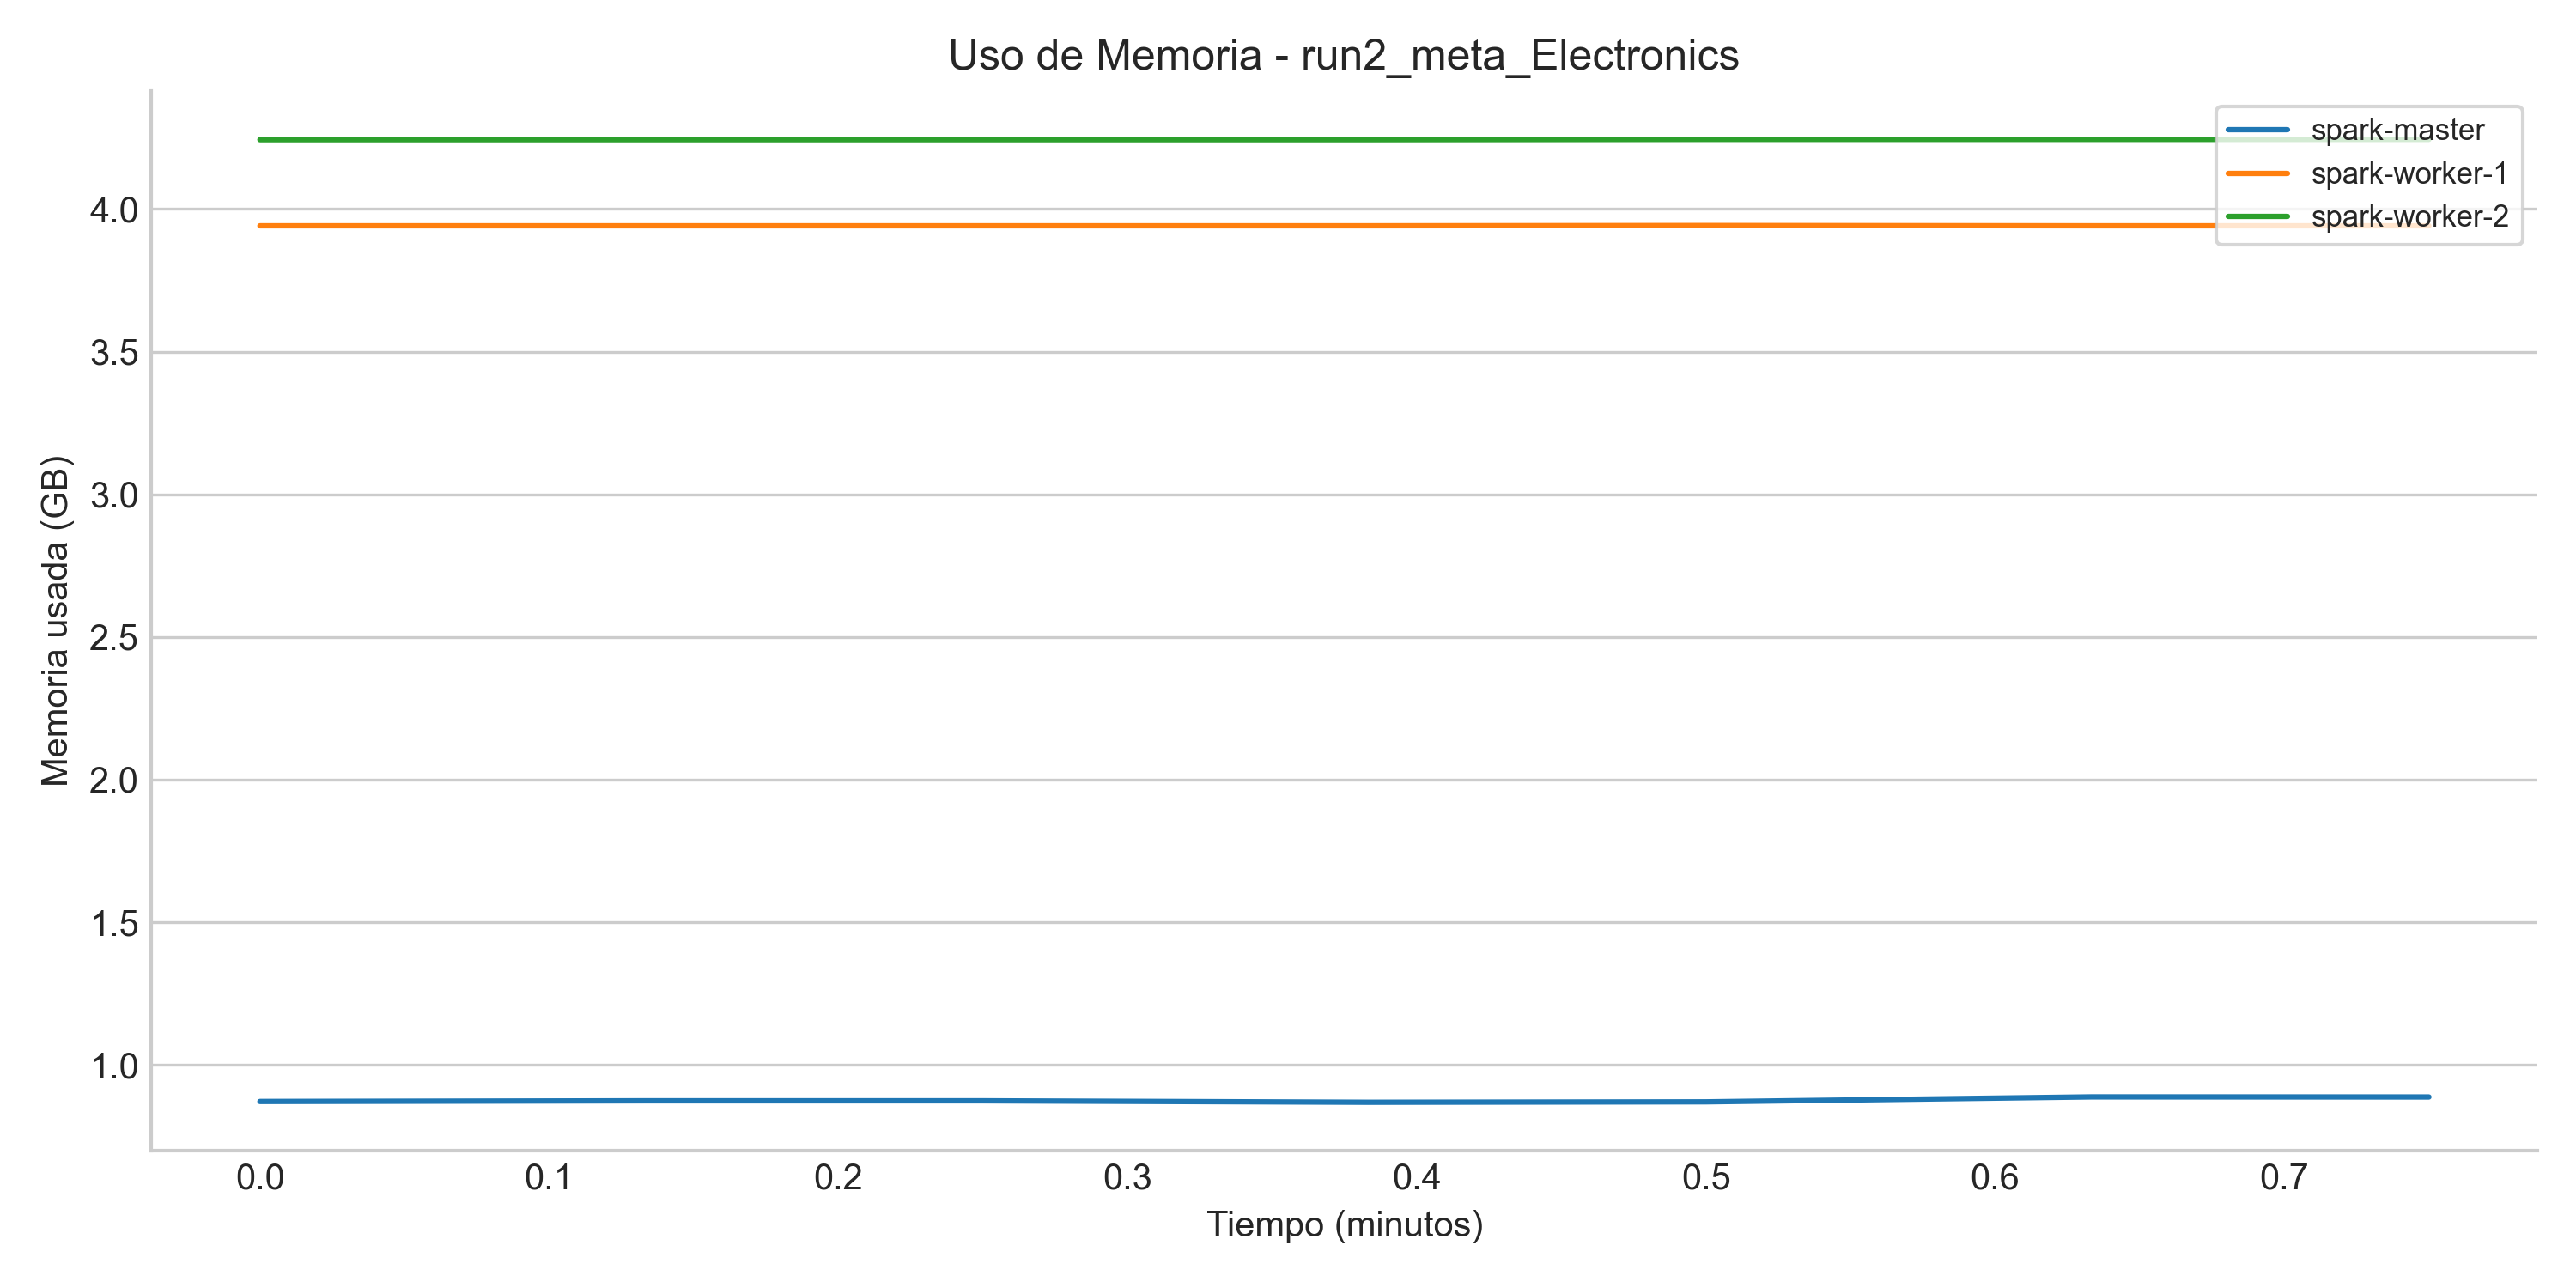 Uso de Memoria - run2_meta_Electronics
spark-master
spark-worker-1
spark-worker-2
Memoria usada (GB)
4.0
3.5
3.0
2.5
2.0
1.5
1.0
0.0 0.1 0.2 0.3 0.4 0.5 0.6 0.7
Tiempo (minutos)